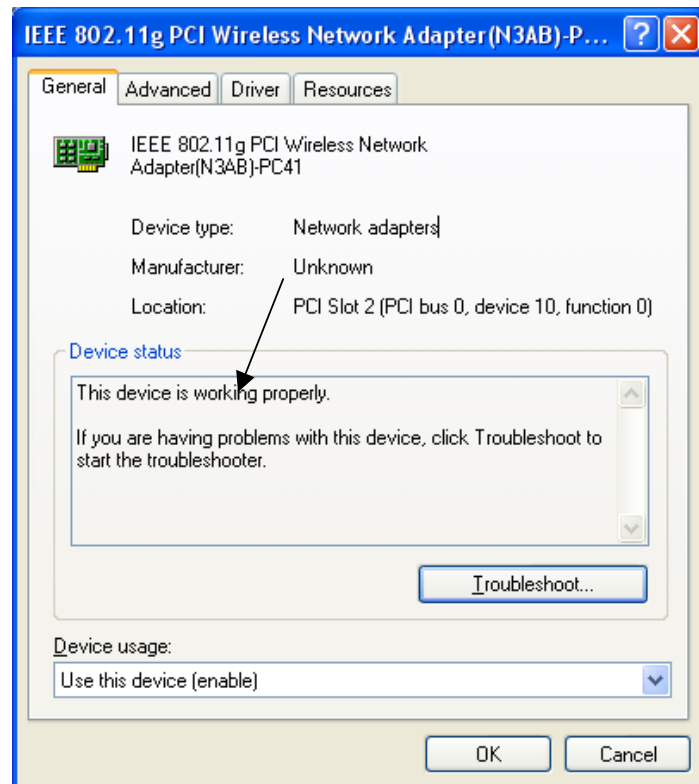 IEEE 802.11g PCI Wireless Network Adapter(N3AB)-P...
General Advanced Driver Resources
IEEE 802.11g PCI Wireless Network
Adapter(N3AB)-PC41
Device type: Network adapters
Manufacturer: Unknown
Location: PCI Slot 2 (PCI bus 0, device 10, function 0)
Device status
This device is working properly.
If you are having problems with this device, click Troubleshoot to
start the troubleshooter.
Troubleshoot...
Device usage:
Use this device (enable)
OK Cancel